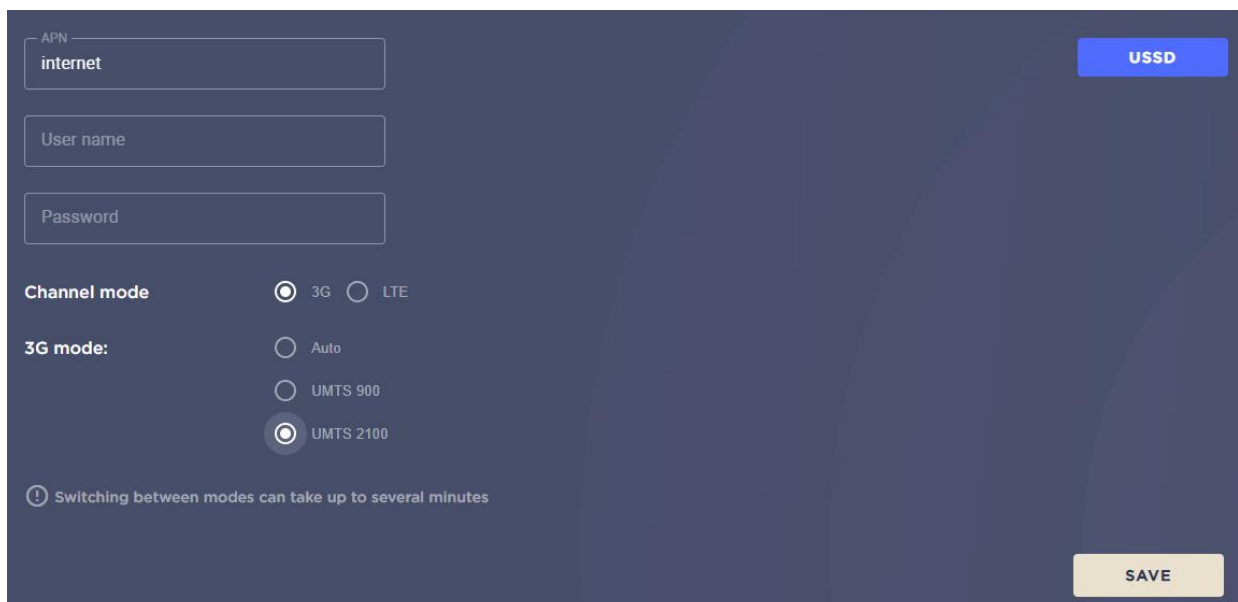 APN
internet
USSD
User name
Password
Channel mode 3G LTE
3G mode: Auto
UMTS 900
UMTS 2100
Switching between modes can take up to several minutes
SAVE